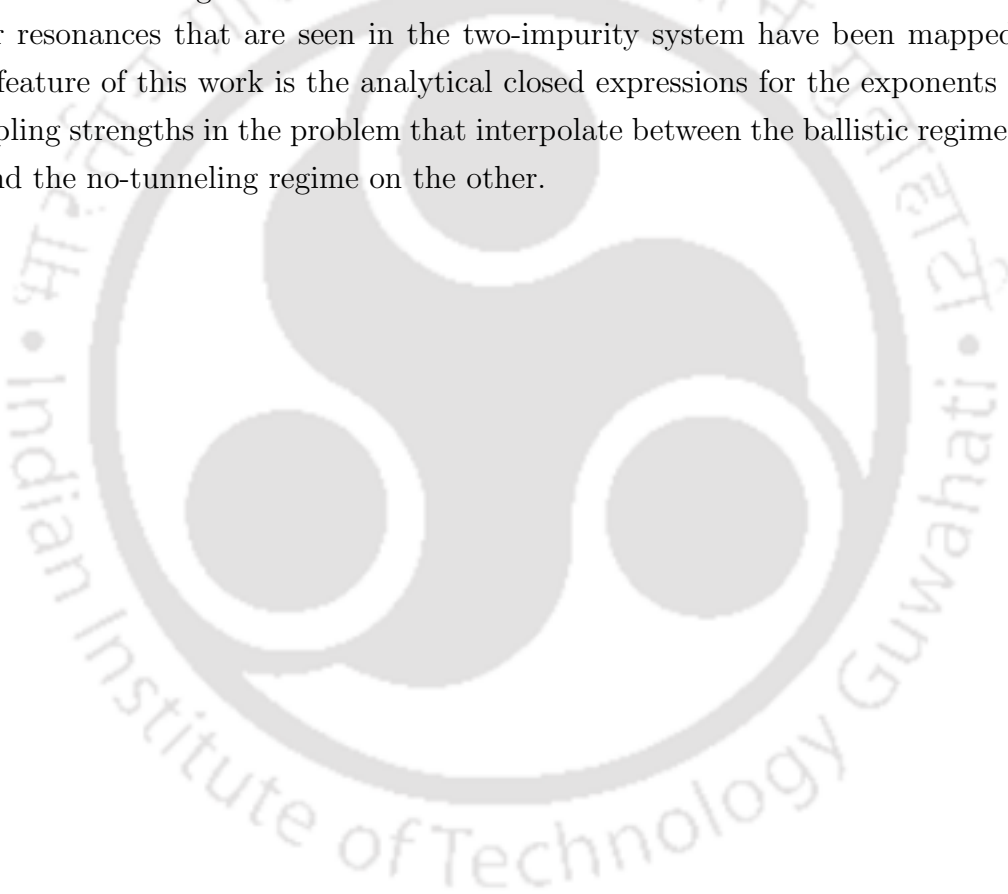 r resonances that are seen in the two-impurity system have been mapped
feature of this work is the analytical closed expressions for the exponents
pling strengths in the problem that interpolate between the ballistic regime
nd the no-tunneling regime on the other.
• Indian Institute of Technology Guwahati •